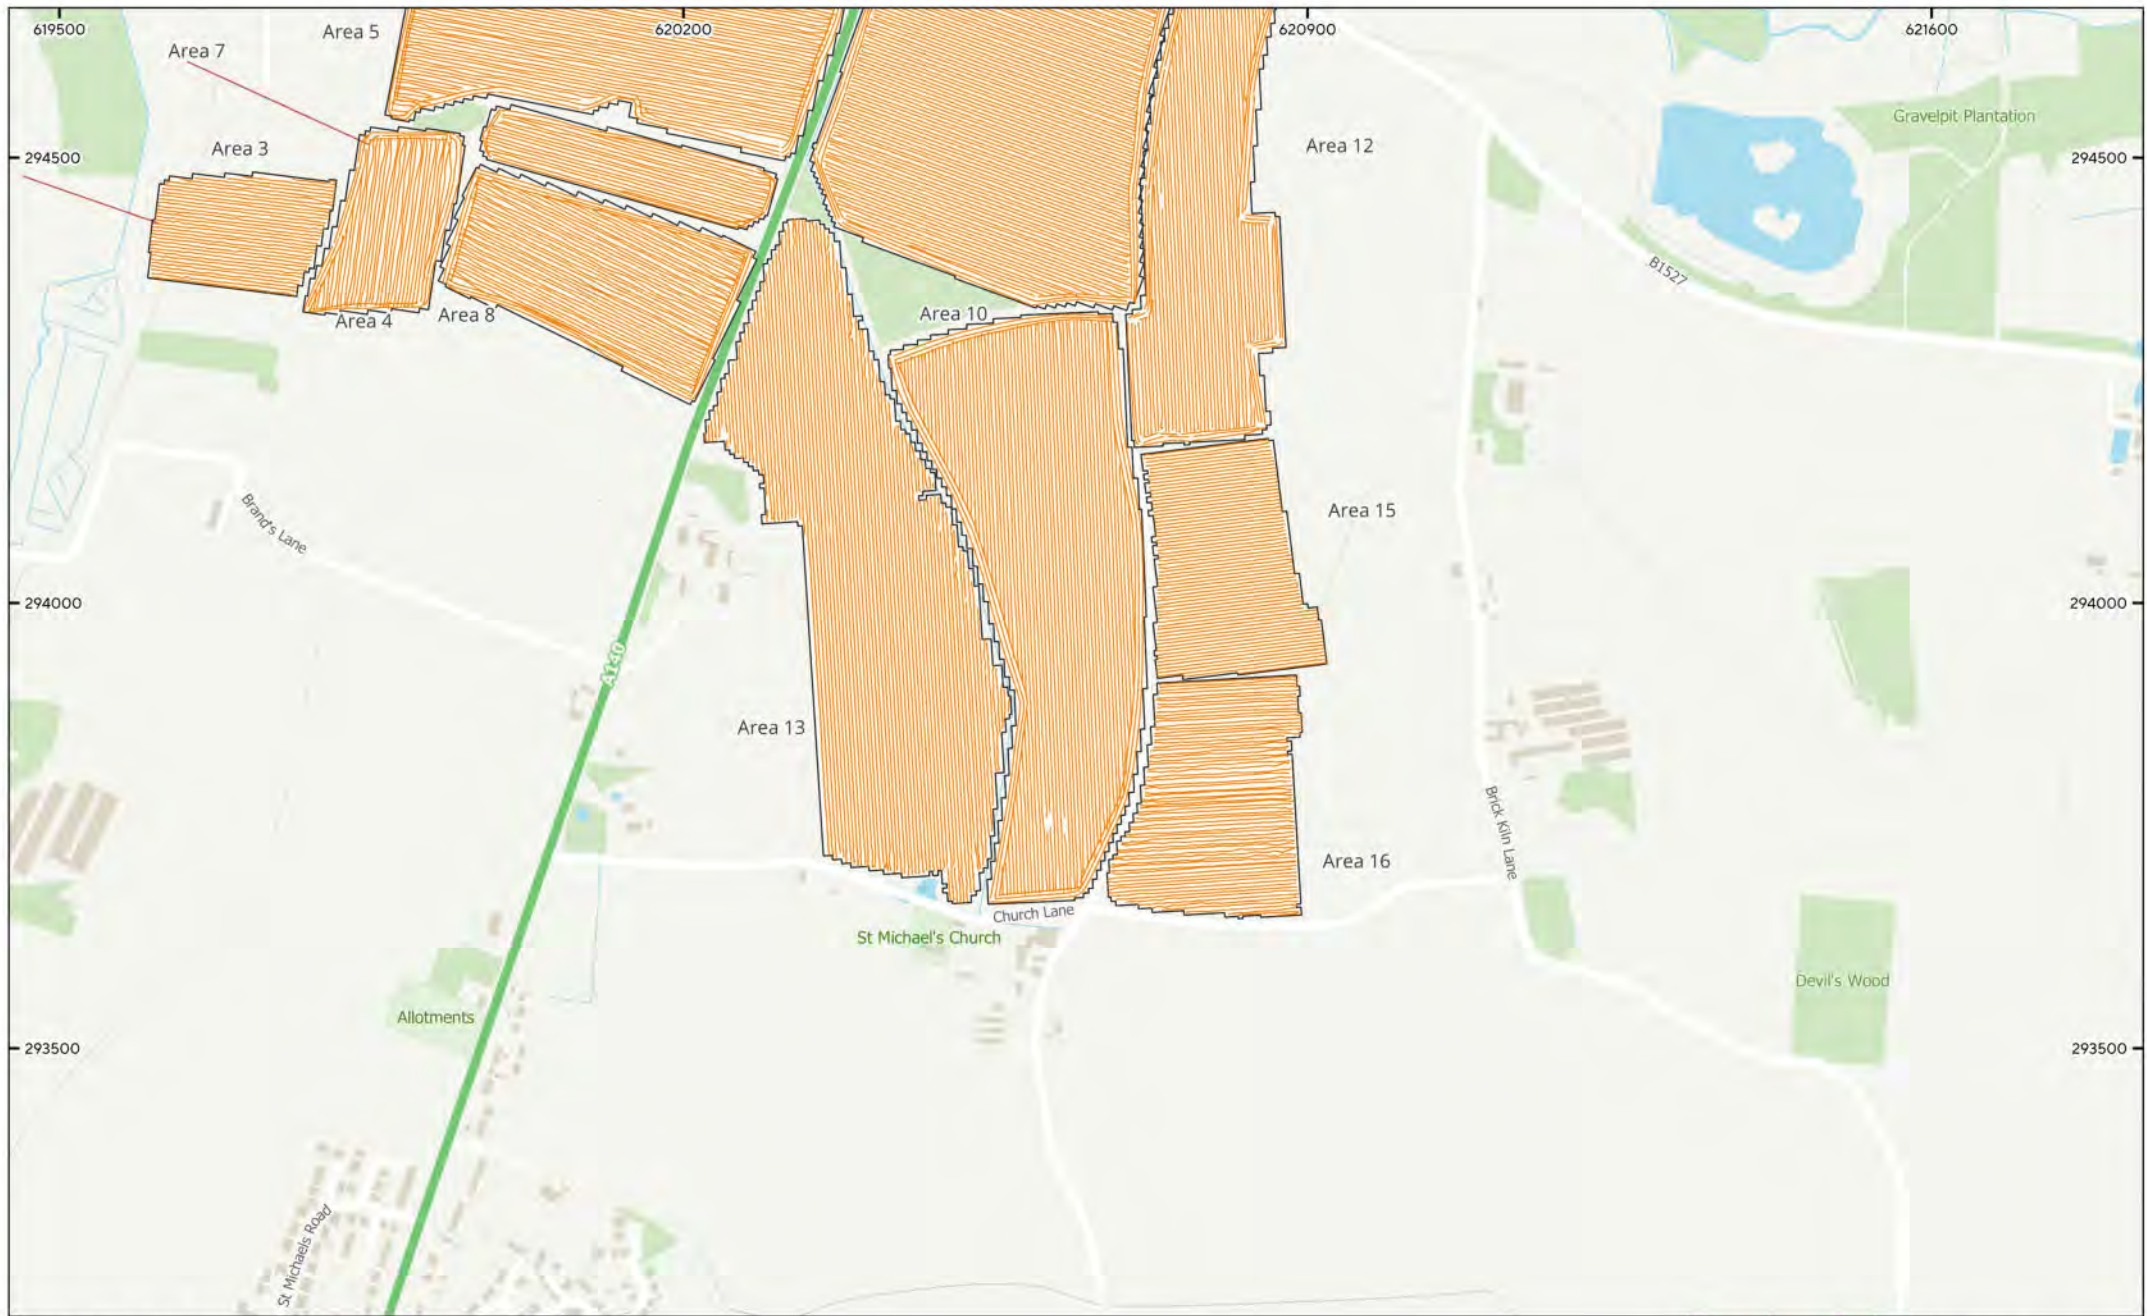 619500
Area 5
620200
620900
621600
Area 7
Gravelpit Plantation
Area 3
Area 12
294500
294500
B1527
Area 10
Area 4
Area 8
Brand's Lane
Area 15
294000
294000
A140
Area 13
Brick Kiln Lane
Area 16
Church Lane
St Michael's Church
Devil's Wood
Allotments
293500
293500
St Michaels Road